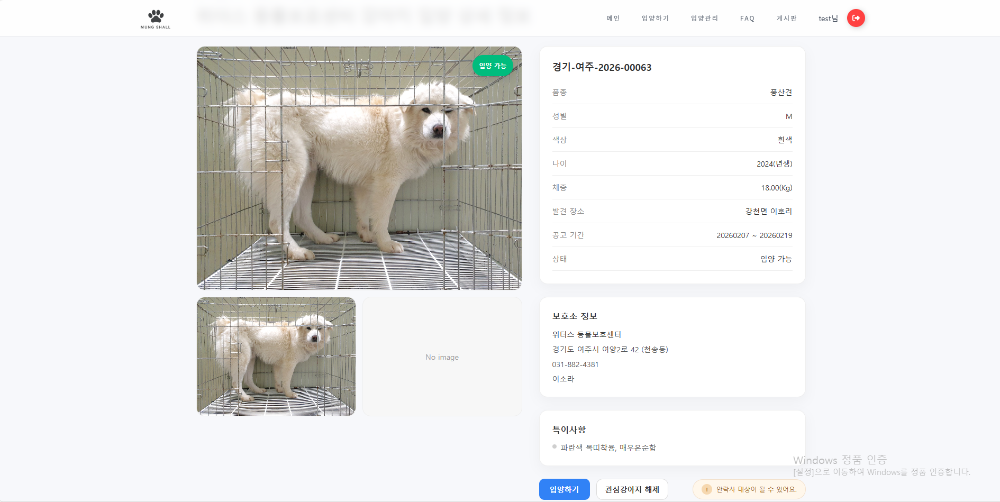 MUNG SHALL
메인
입양하기
입양관리
FAQ
게시판
test님
입양 가능
No image
경기-여주-2026-00063
품종 풍산견
성별 M
색상 흰색
나이 2024(년생)
체중 18.00(Kg)
발견 장소 강천면 이호리
공고 기간 20260207 ~ 20260219
상태 입양 가능
보호소 정보
위더스 동물보호센터
경기도 여주시 여양2로 42 (천송동)
031-882-4381
이소라
특이사항
파란색 목띠착용, 매우온순함
입양하기
관심강아지 해제
! 안락사 대상이 될 수 있어요.
Windows 정품 인증
[설정]으로 이동하여 Windows를 정품 인증합니다.